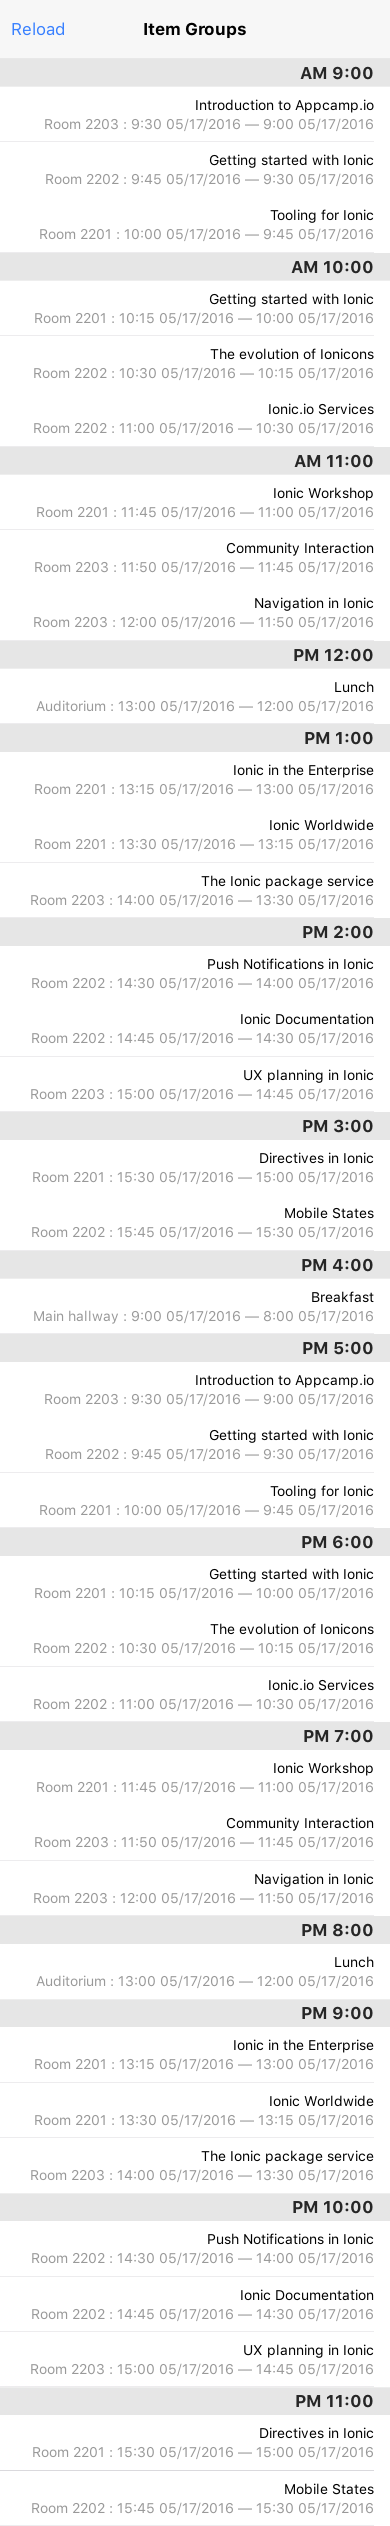 Reload
Item Groups
AM 9:00
Introduction to Appcamp.io
Room 2203 : 9:30 05/17/2016 — 9:00 05/17/2016
Getting started with Ionic
Room 2202 : 9:45 05/17/2016 — 9:30 05/17/2016
Tooling for Ionic
Room 2201 : 10:00 05/17/2016 — 9:45 05/17/2016
AM 10:00
Getting started with Ionic
Room 2201 : 10:15 05/17/2016 — 10:00 05/17/2016
The evolution of Ionicons
Room 2202 : 10:30 05/17/2016 — 10:15 05/17/2016
Ionic.io Services
Room 2202 : 11:00 05/17/2016 — 10:30 05/17/2016
AM 11:00
Ionic Workshop
Room 2201 : 11:45 05/17/2016 — 11:00 05/17/2016
Community Interaction
Room 2203 : 11:50 05/17/2016 — 11:45 05/17/2016
Navigation in Ionic
Room 2203 : 12:00 05/17/2016 — 11:50 05/17/2016
PM 12:00
Lunch
Auditorium : 13:00 05/17/2016 — 12:00 05/17/2016
PM 1:00
Ionic in the Enterprise
Room 2201 : 13:15 05/17/2016 — 13:00 05/17/2016
Ionic Worldwide
Room 2201 : 13:30 05/17/2016 — 13:15 05/17/2016
The Ionic package service
Room 2203 : 14:00 05/17/2016 — 13:30 05/17/2016
PM 2:00
Push Notifications in Ionic
Room 2202 : 14:30 05/17/2016 — 14:00 05/17/2016
Ionic Documentation
Room 2202 : 14:45 05/17/2016 — 14:30 05/17/2016
UX planning in Ionic
Room 2203 : 15:00 05/17/2016 — 14:45 05/17/2016
PM 3:00
Directives in Ionic
Room 2201 : 15:30 05/17/2016 — 15:00 05/17/2016
Mobile States
Room 2202 : 15:45 05/17/2016 — 15:30 05/17/2016
PM 4:00
Breakfast
Main hallway : 9:00 05/17/2016 — 8:00 05/17/2016
PM 5:00
Introduction to Appcamp.io
Room 2203 : 9:30 05/17/2016 — 9:00 05/17/2016
Getting started with Ionic
Room 2202 : 9:45 05/17/2016 — 9:30 05/17/2016
Tooling for Ionic
Room 2201 : 10:00 05/17/2016 — 9:45 05/17/2016
PM 6:00
Getting started with Ionic
Room 2201 : 10:15 05/17/2016 — 10:00 05/17/2016
The evolution of Ionicons
Room 2202 : 10:30 05/17/2016 — 10:15 05/17/2016
Ionic.io Services
Room 2202 : 11:00 05/17/2016 — 10:30 05/17/2016
PM 7:00
Ionic Workshop
Room 2201 : 11:45 05/17/2016 — 11:00 05/17/2016
Community Interaction
Room 2203 : 11:50 05/17/2016 — 11:45 05/17/2016
Navigation in Ionic
Room 2203 : 12:00 05/17/2016 — 11:50 05/17/2016
PM 8:00
Lunch
Auditorium : 13:00 05/17/2016 — 12:00 05/17/2016
PM 9:00
Ionic in the Enterprise
Room 2201 : 13:15 05/17/2016 — 13:00 05/17/2016
Ionic Worldwide
Room 2201 : 13:30 05/17/2016 — 13:15 05/17/2016
The Ionic package service
Room 2203 : 14:00 05/17/2016 — 13:30 05/17/2016
PM 10:00
Push Notifications in Ionic
Room 2202 : 14:30 05/17/2016 — 14:00 05/17/2016
Ionic Documentation
Room 2202 : 14:45 05/17/2016 — 14:30 05/17/2016
UX planning in Ionic
Room 2203 : 15:00 05/17/2016 — 14:45 05/17/2016
PM 11:00
Directives in Ionic
Room 2201 : 15:30 05/17/2016 — 15:00 05/17/2016
Mobile States
Room 2202 : 15:45 05/17/2016 — 15:30 05/17/2016